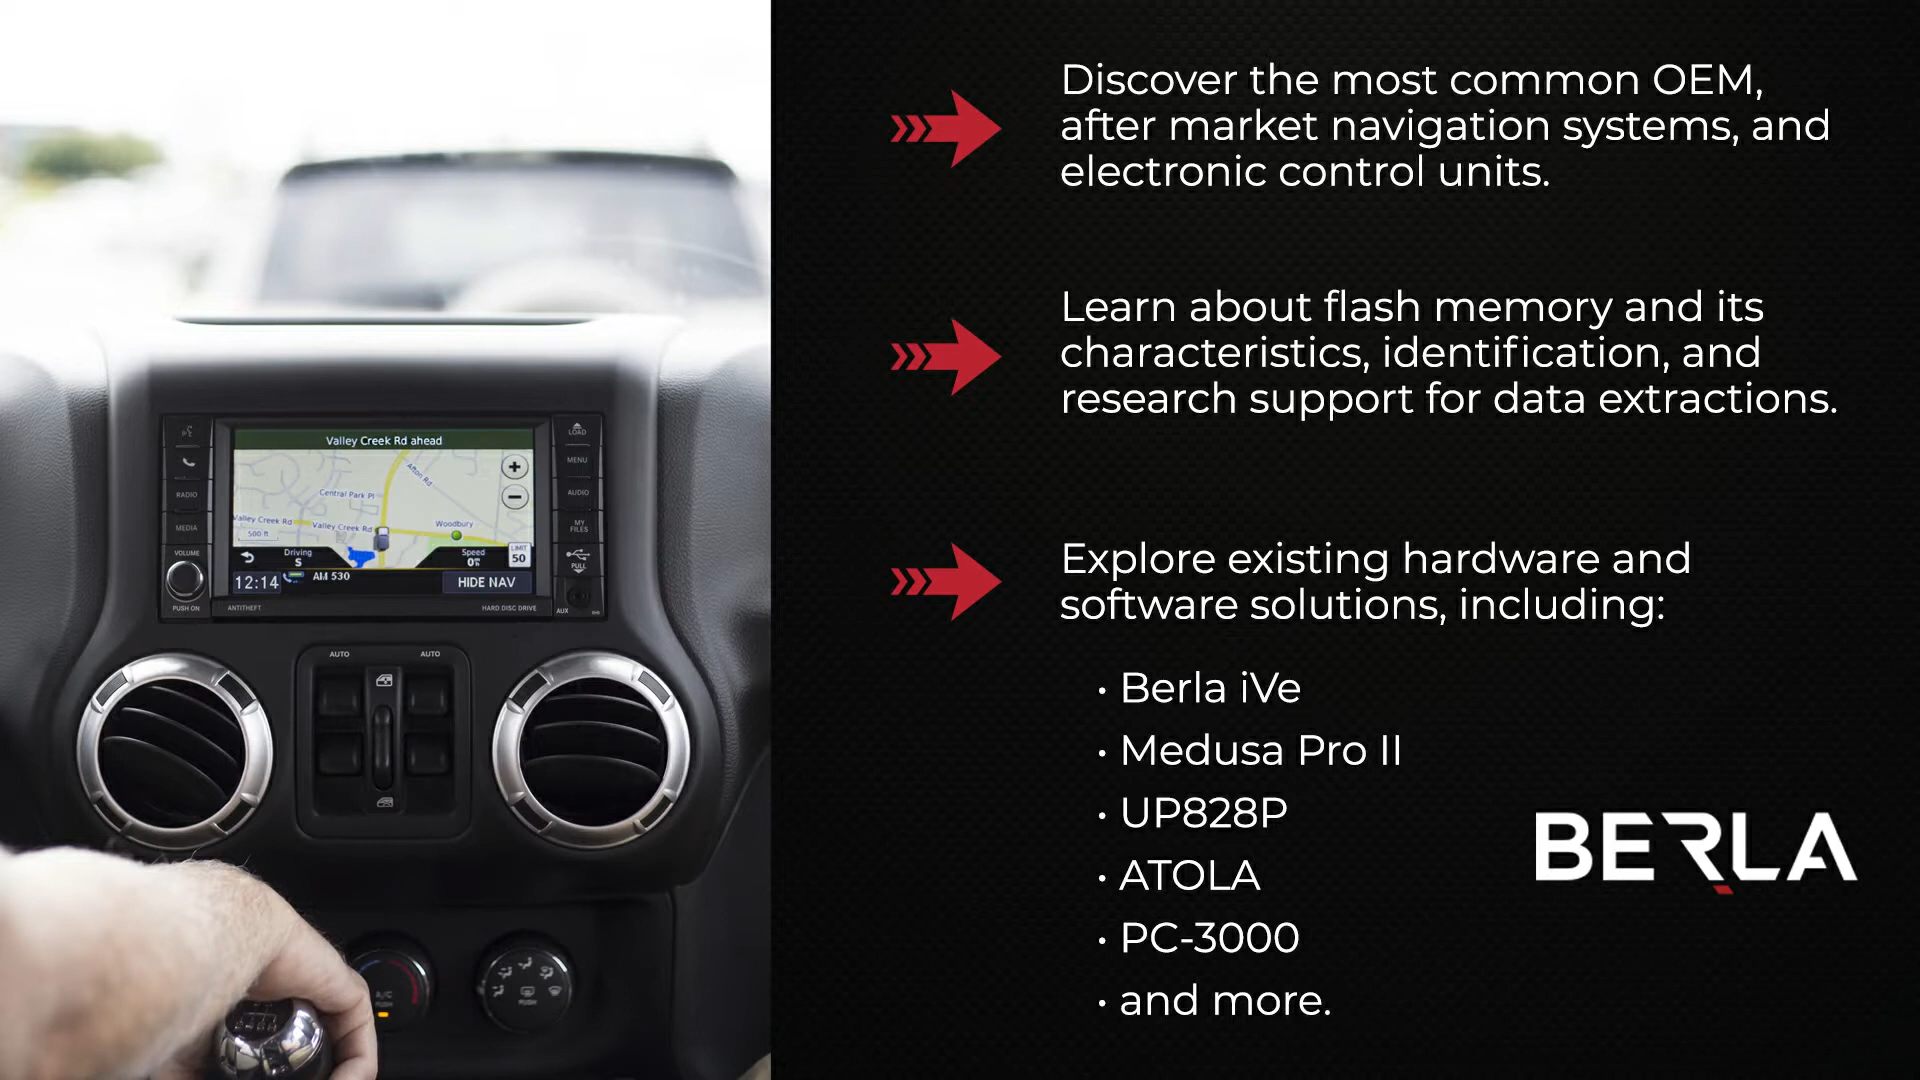 Discover the most common OEM,
after market navigation systems, and
electronic control units.
Learn about flash memory and its
characteristics, identification, and
research support for data extractions.
Explore existing hardware and
software solutions, including:
• Berla iVe
• Medusa Pro II
• UP828P
• ATOLA
• PC-3000
• and more.
BERLA
Valley Creek Rd ahead
Afton Rd
Central Park Pl
Valley Creek Rd
Valley Creek Rd
Woodbury
500 ft
Driving
S
Speed
0
LIMIT
50
12:14
AM 530
HIDE NAV
RADIO
MEDIA
VOLUME
PUSH ON
ANTITHEFT
HARD DISC DRIVE
LOAD
MENU
AUDIO
MY
FILES
PULL
AUX
AUTO
AUTO
A/C
PUSH
PUSH